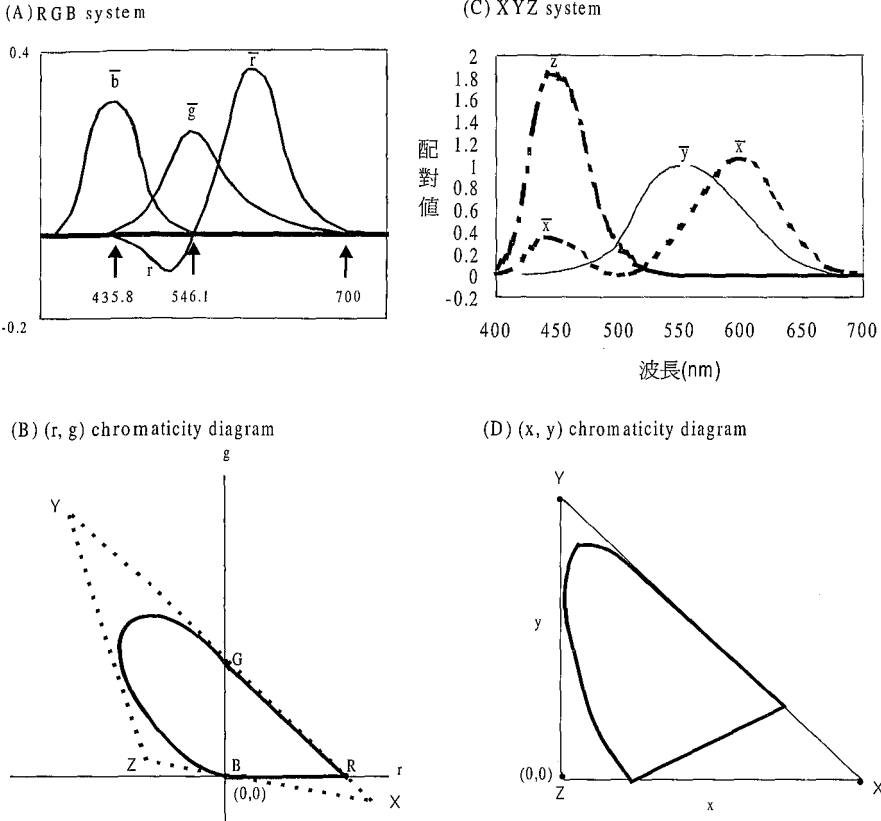 (A) RGB system
0.4
b̄
ḡ
r̄
r
435.8
546.1
700
-0.2
(C) XYZ system
2
1.8
1.6
1.4
1.2
1
0.8
0.6
0.4
0.2
0
-0.2
配對值
z̄
x̄
ȳ
x̄
400 450 500 550 600 650 700
波長(nm)
(B) (r, g) chromaticity diagram
g
Y
G
Z
B
R
r
(0,0)
X
(D) (x, y) chromaticity diagram
Y
y
(0,0)
Z
x
X